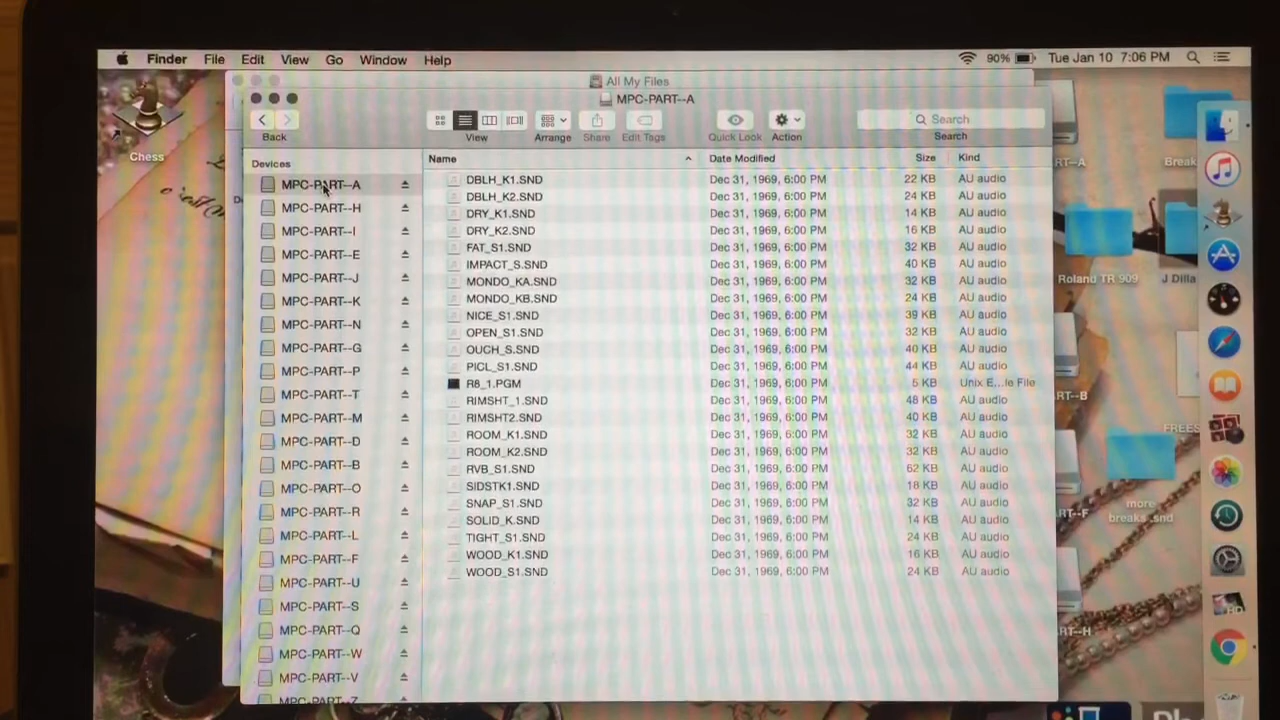 Finder File Edit View Go Window Help 90% Tue Jan 10 7:06 PM
All My Files
MPC-PART--A
Back View Arrange Share Edit Tags Quick Look Action Search
Search
Chess
Devices
MPC-PART--A
MPC-PART--H
MPC-PART--I
MPC-PART--E
MPC-PART--J
MPC-PART--K
MPC-PART--N
MPC-PART--G
MPC-PART--P
MPC-PART--T
MPC-PART--M
MPC-PART--D
MPC-PART--B
MPC-PART--O
MPC-PART--R
MPC-PART--L
MPC-PART--F
MPC-PART--U
MPC-PART--S
MPC-PART--Q
MPC-PART--W
MPC-PART--V
MPC-PART--Z
Name Date Modified Size Kind
DBLH_K1.SND Dec 31, 1969, 6:00 PM 22 KB AU audio
DBLH_K2.SND Dec 31, 1969, 6:00 PM 24 KB AU audio
DRY_K1.SND Dec 31, 1969, 6:00 PM 14 KB AU audio
DRY_K2.SND Dec 31, 1969, 6:00 PM 16 KB AU audio
FAT_S1.SND Dec 31, 1969, 6:00 PM 32 KB AU audio
IMPACT_S.SND Dec 31, 1969, 6:00 PM 40 KB AU audio
MONDO_KA.SND Dec 31, 1969, 6:00 PM 32 KB AU audio
MONDO_KB.SND Dec 31, 1969, 6:00 PM 24 KB AU audio
NICE_S1.SND Dec 31, 1969, 6:00 PM 39 KB AU audio
OPEN_S1.SND Dec 31, 1969, 6:00 PM 32 KB AU audio
OUCH_S.SND Dec 31, 1969, 6:00 PM 40 KB AU audio
PICL_S1.SND Dec 31, 1969, 6:00 PM 44 KB AU audio
R8_1.PGM Dec 31, 1969, 6:00 PM 5 KB Unix E...le File
RIMSHT_1.SND Dec 31, 1969, 6:00 PM 48 KB AU audio
RIMSHT2.SND Dec 31, 1969, 6:00 PM 40 KB AU audio
ROOM_K1.SND Dec 31, 1969, 6:00 PM 32 KB AU audio
ROOM_K2.SND Dec 31, 1969, 6:00 PM 32 KB AU audio
RVB_S1.SND Dec 31, 1969, 6:00 PM 62 KB AU audio
SIDSTK1.SND Dec 31, 1969, 6:00 PM 18 KB AU audio
SNAP_S1.SND Dec 31, 1969, 6:00 PM 32 KB AU audio
SOLID_K.SND Dec 31, 1969, 6:00 PM 14 KB AU audio
TIGHT_S1.SND Dec 31, 1969, 6:00 PM 24 KB AU audio
WOOD_K1.SND Dec 31, 1969, 6:00 PM 16 KB AU audio
WOOD_S1.SND Dec 31, 1969, 6:00 PM 24 KB AU audio
RT--A Break
Roland TR 909 J Dilla
RT--B
FREES
more
RT--F breaks .snd
RT--H